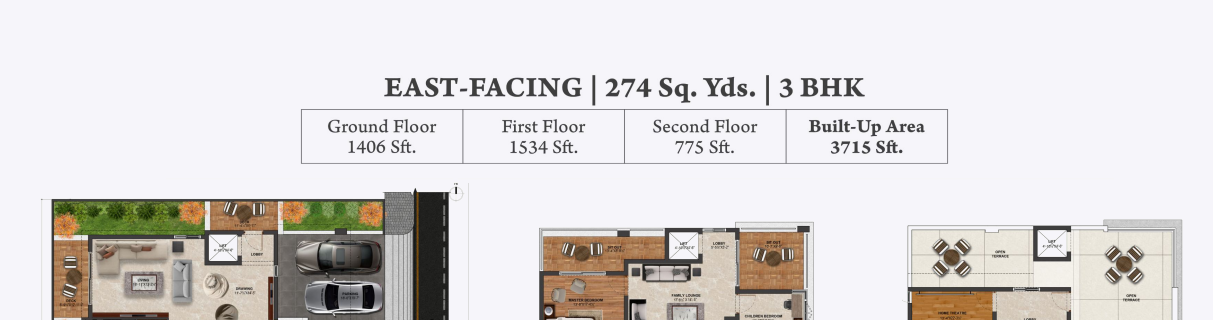 EAST-FACING | 274 Sq. Yds. | 3 BHK
Ground Floor
1406 Sft.
First Floor
1534 Sft.
Second Floor
775 Sft.
Built-Up Area
3715 Sft.
LIFT
LOBBY
LIVING
DRAWING
DECK
PARKING
SIT OUT
LIFT
LOBBY
SIT OUT
MASTER BEDROOM
FAMILY LOUNGE
CHILDREN BEDROOM
OPEN
TERRACE
LIFT
OPEN
TERRACE
HOME THEATRE
LOBBY